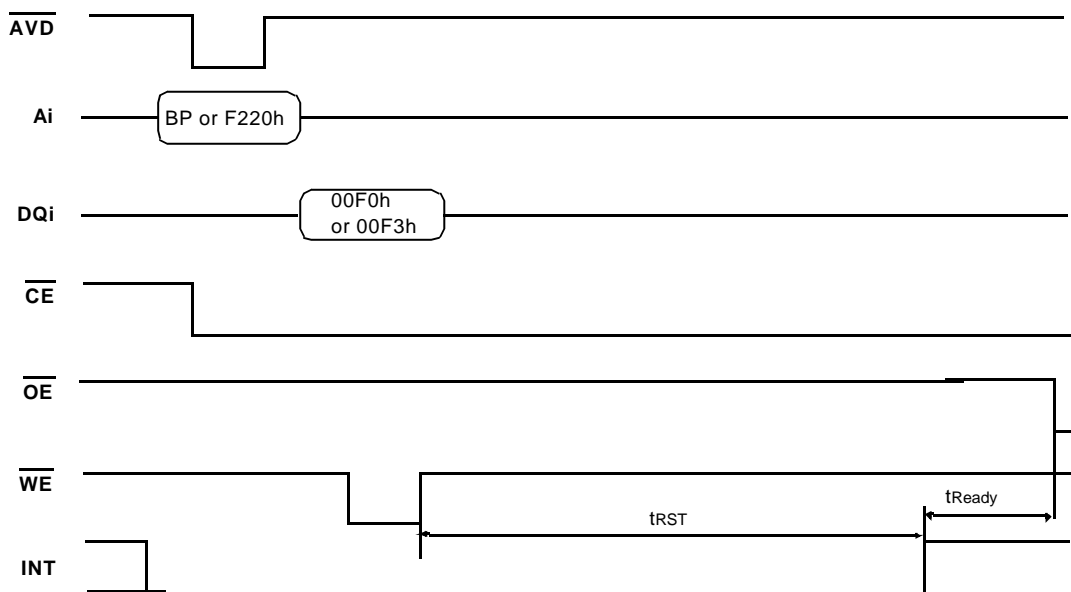 AVD
Ai
BP or F220h
DQi
00F0h
or 00F3h
CE
OE
WE
tRST
tReady
INT